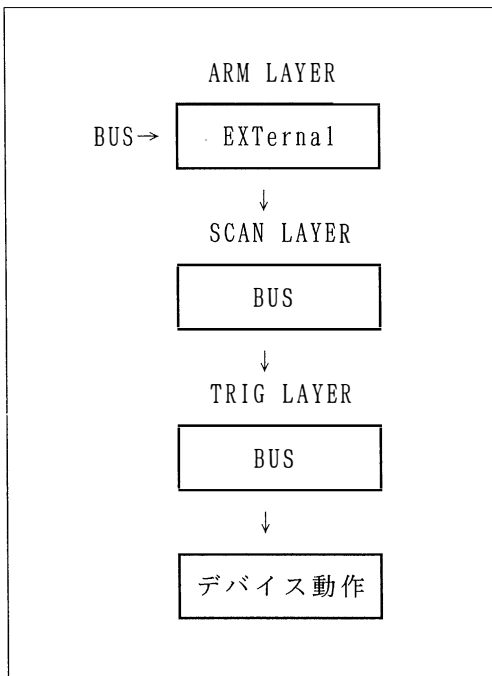 ARM LAYER
BUS→ EXTernal
↓
SCAN LAYER
BUS
↓
TRIG LAYER
BUS
↓
デバイス動作